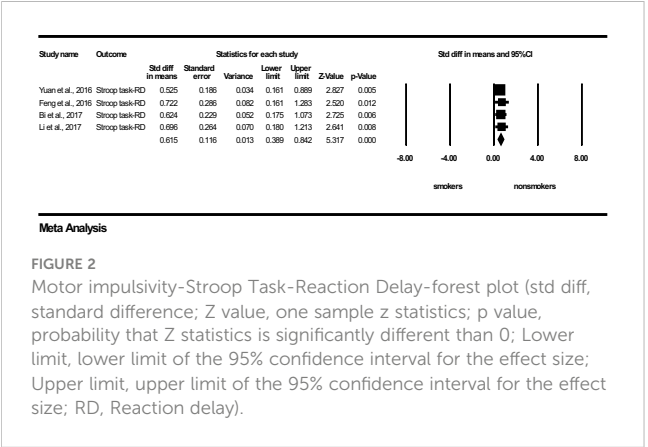 Study name Outcome Statistics for each study Std diff in means and 95%CI
Std diff Standard Lower Upper
in means error Variance limit limit Z-Value p-Value
Yuan et al., 2016 Stroop task-RD 0.525 0.186 0.034 0.161 0.889 2.827 0.005
Feng et al., 2016 Stroop task-RD 0.722 0.286 0.082 0.161 1.283 2.520 0.012
Bi et al., 2017 Stroop task-RD 0.624 0.229 0.052 0.175 1.073 2.725 0.006
Li et al., 2017 Stroop task-RD 0.696 0.264 0.070 0.180 1.213 2.641 0.008
0.615 0.116 0.013 0.389 0.842 5.317 0.000
-8.00 -4.00 0.00 4.00 8.00
smokers nonsmokers
Meta Analysis
FIGURE 2
Motor impulsivity-Stroop Task-Reaction Delay-forest plot (std diff,
standard difference; Z value, one sample z statistics; p value,
probability that Z statistics is significantly different than 0; Lower
limit, lower limit of the 95% confidence interval for the effect size;
Upper limit, upper limit of the 95% confidence interval for the effect
size; RD, Reaction delay).